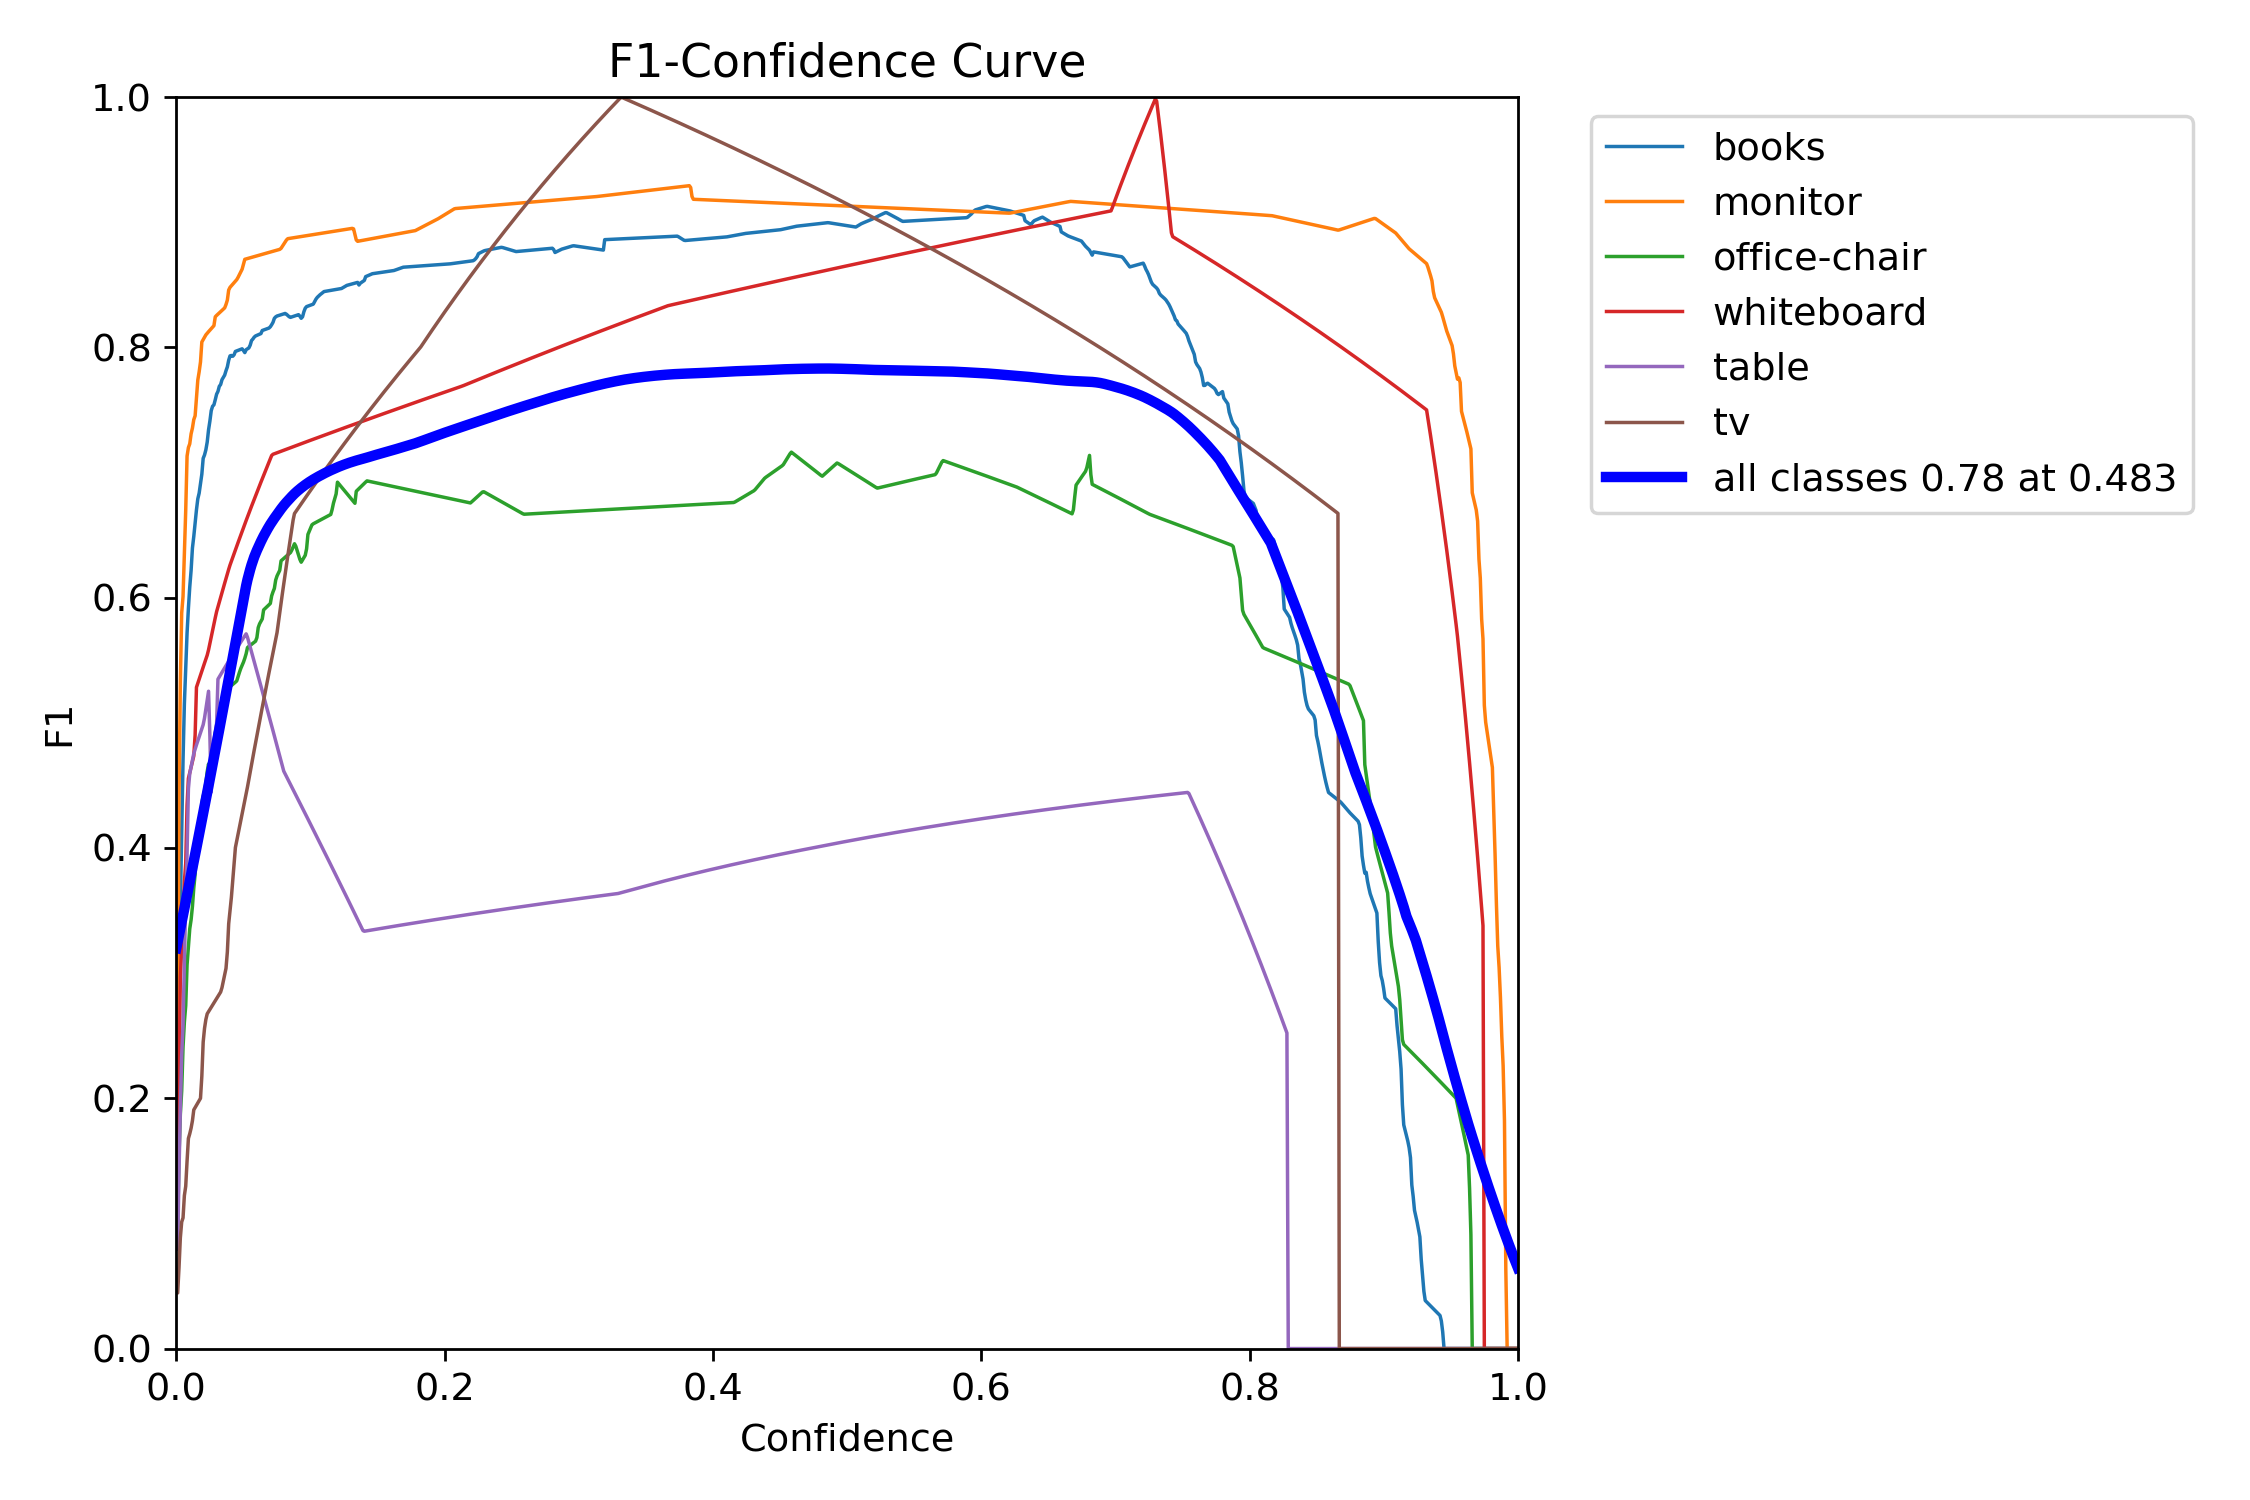 F1-Confidence Curve
1.0
0.8
0.6
0.4
0.2
0.0
F1
0.0 0.2 0.4 0.6 0.8 1.0
Confidence
books
monitor
office-chair
whiteboard
table
tv
all classes 0.78 at 0.483